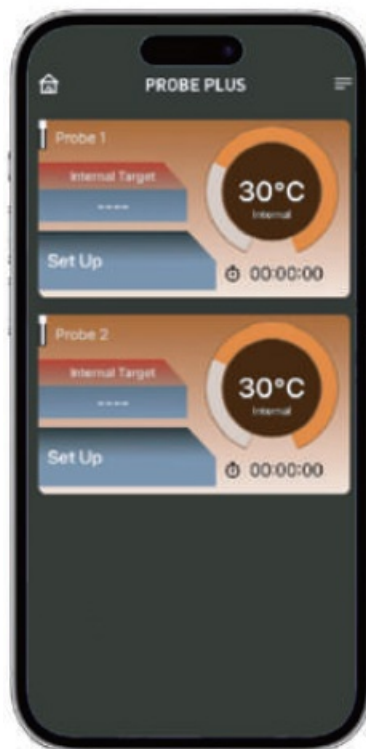 PROBE PLUS
Probe 1
Internal Target
----
30°C
Internal
Set Up
00:00:00
Probe 2
Internal Target
----
30°C
Internal
Set Up
00:00:00